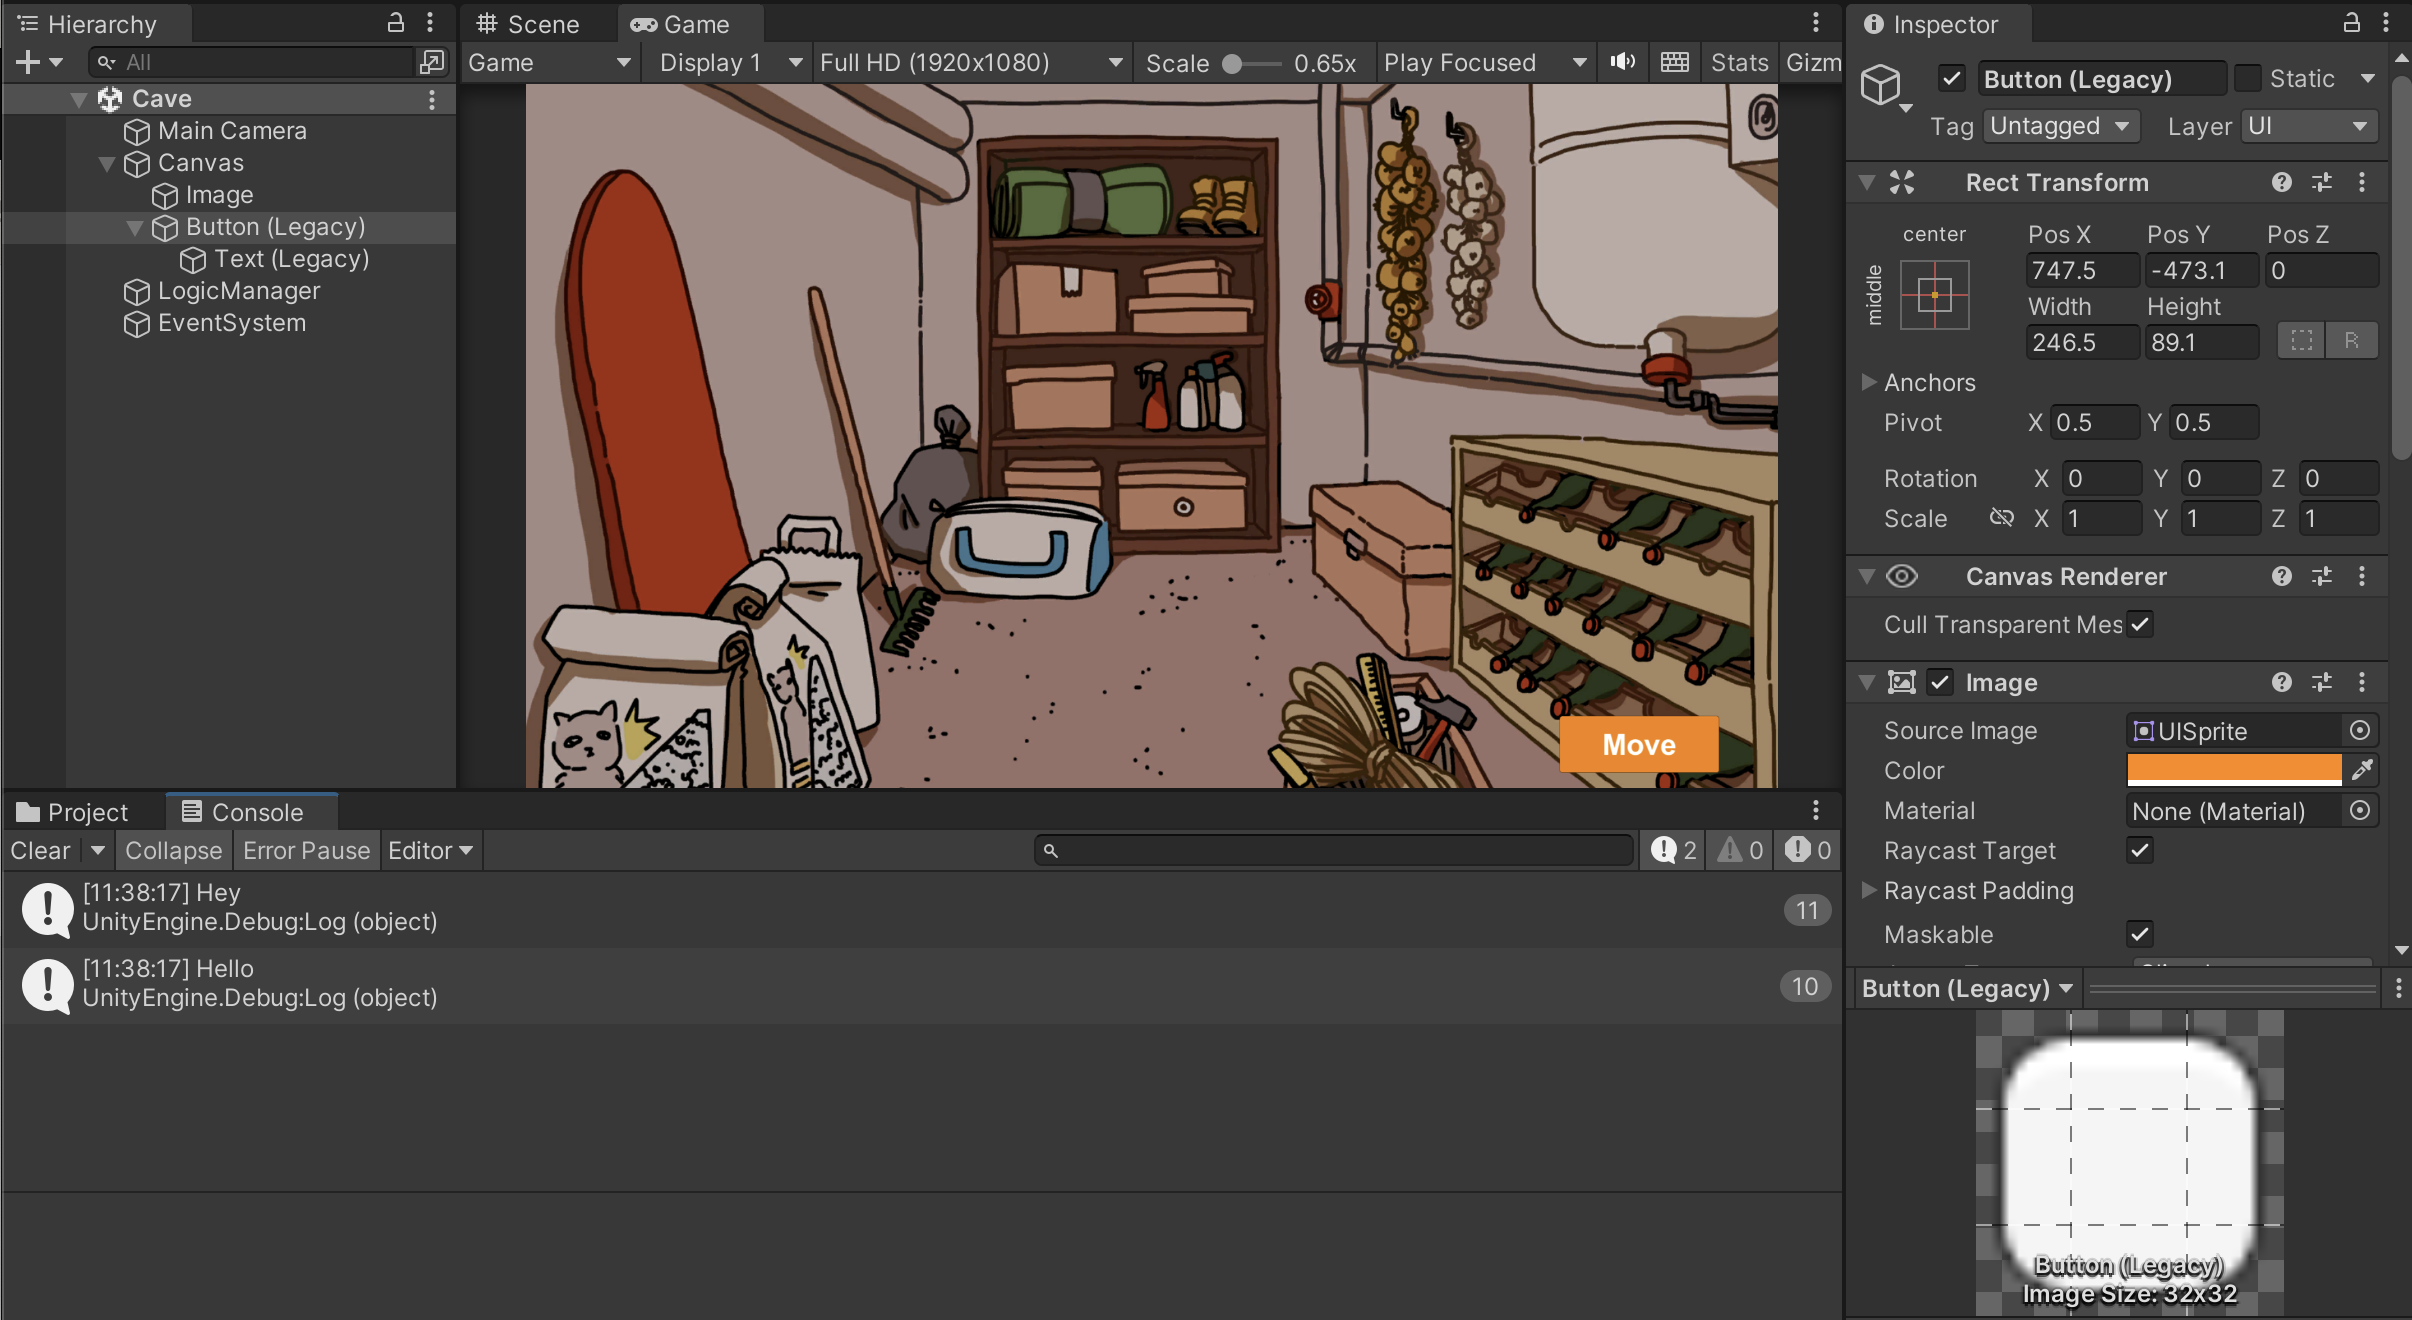 Hierarchy
All
Cave
Main Camera
Canvas
Image
Button (Legacy)
Text (Legacy)
LogicManager
EventSystem
Scene
Game
Game
Display 1
Full HD (1920x1080)
Scale
0.65x
Play Focused
Stats
Gizm
Move
Project
Console
Clear
Collapse
Error Pause
Editor
2
0
0
[11:38:17] Hey
UnityEngine.Debug:Log (object)
11
[11:38:17] Hello
UnityEngine.Debug:Log (object)
10
Inspector
Button (Legacy)
Static
Tag
Untagged
Layer
UI
Rect Transform
center
middle
Pos X
Pos Y
Pos Z
747.5
-473.1
0
Width
Height
246.5
89.1
R
Anchors
Pivot
X 0.5
Y 0.5
Rotation
X 0
Y 0
Z 0
Scale
X 1
Y 1
Z 1
Canvas Renderer
Cull Transparent Mes
Image
Source Image
UISprite
Color
Material
None (Material)
Raycast Target
Raycast Padding
Maskable
Button (Legacy)
Button (Legacy)
Image Size: 32x32